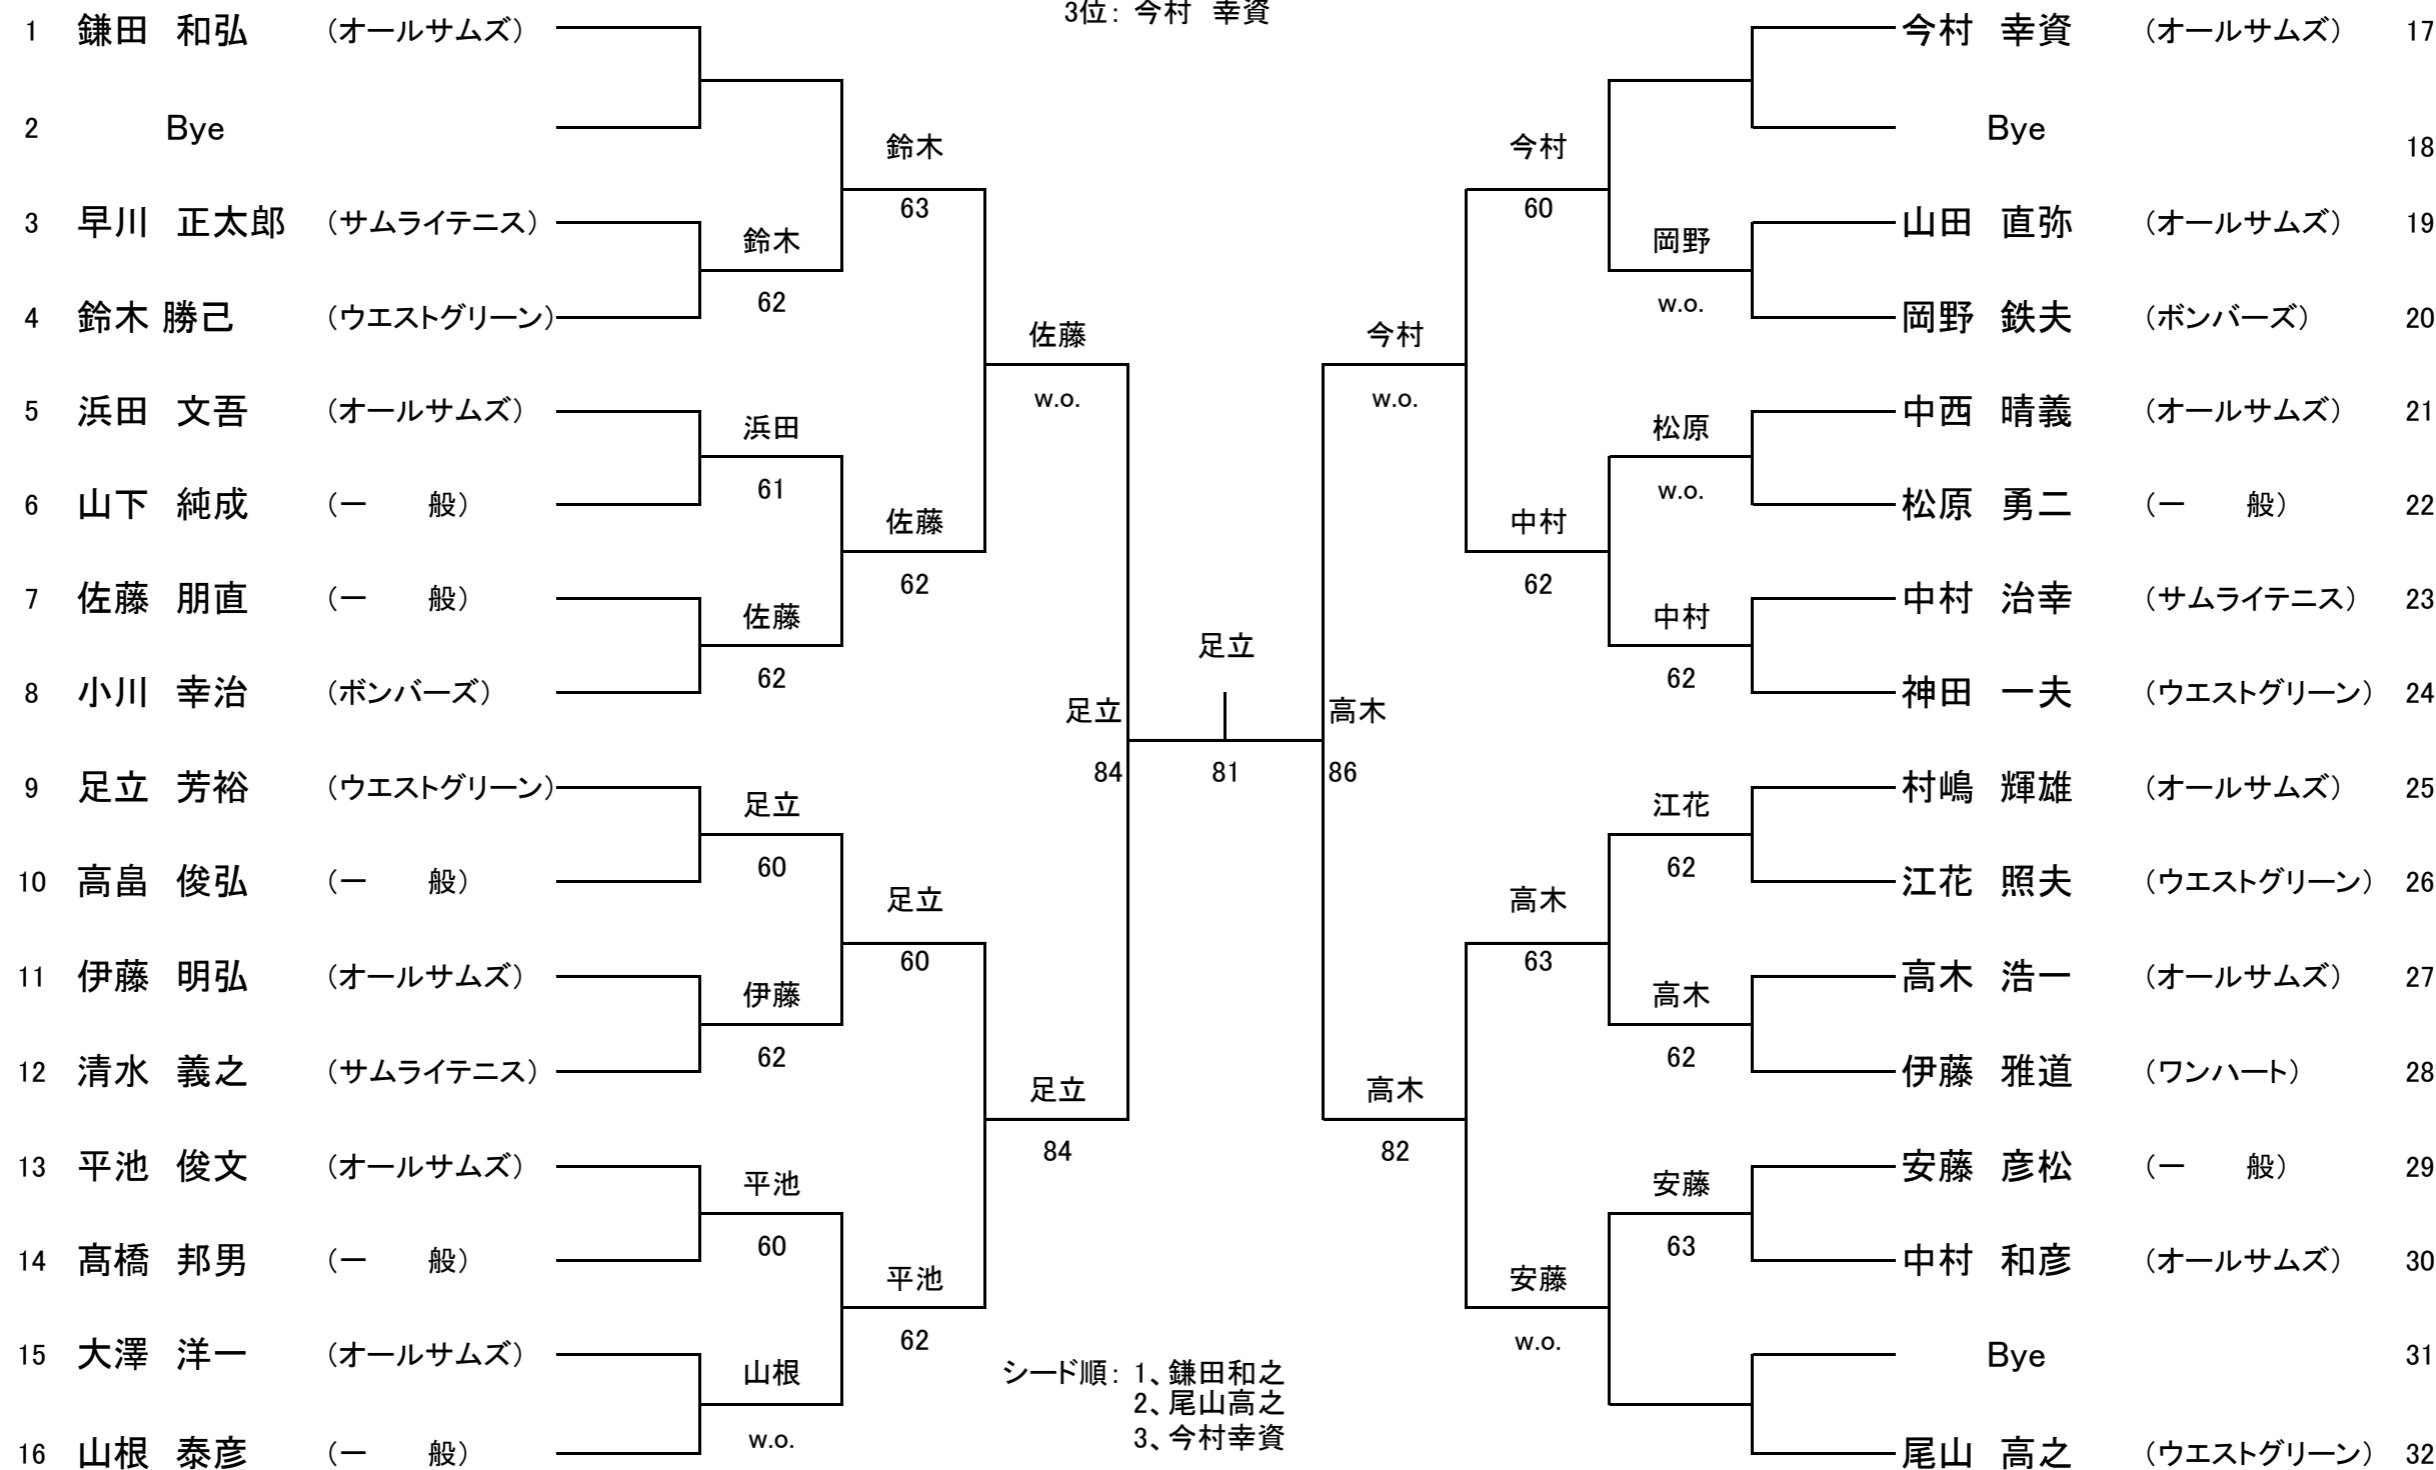 3位： 今村　幸資
1 鎌田　和弘 （オールサムズ）
2 Bye
3 早川　正太郎 （サムライテニス）
4 鈴木 勝己 （ウエストグリーン）
5 浜田　文吾 （オールサムズ）
6 山下　純成 （一　　般）
7 佐藤　朋直 （一　　般）
8 小川　幸治 （ボンバーズ）
9 足立　芳裕 （ウエストグリーン）
10 高畠　俊弘 （一　　般）
11 伊藤　明弘 （オールサムズ）
12 清水　義之 （サムライテニス）
13 平池　俊文 （オールサムズ）
14 髙橋　邦男 （一　　般）
15 大澤　洋一 （オールサムズ）
16 山根　泰彦 （一　　般）
鈴木
62
浜田
61
佐藤
62
足立
60
伊藤
62
平池
60
山根
w.o.
鈴木
63
佐藤
62
足立
60
平池
62
佐藤
w.o.
足立
84
足立
84
足立
81
高木
86
今村
w.o.
高木
82
今村
60
中村
62
高木
63
安藤
w.o.
岡野
w.o.
松原
w.o.
中村
62
江花
62
高木
62
安藤
63
今村　幸資 （オールサムズ） 17
Bye 18
山田　直弥 （オールサムズ） 19
岡野　鉄夫 （ボンバーズ） 20
中西　晴義 （オールサムズ） 21
松原　勇二 （一　　般） 22
中村　治幸 （サムライテニス） 23
神田　一夫 （ウエストグリーン） 24
村嶋　輝雄 （オールサムズ） 25
江花　照夫 （ウエストグリーン） 26
高木　浩一 （オールサムズ） 27
伊藤　雅道 （ワンハート） 28
安藤　彦松 （一　　般） 29
中村　和彦 （オールサムズ） 30
Bye 31
尾山　高之 （ウエストグリーン） 32
シード順： 1、鎌田和之
2、尾山高之
3、今村幸資